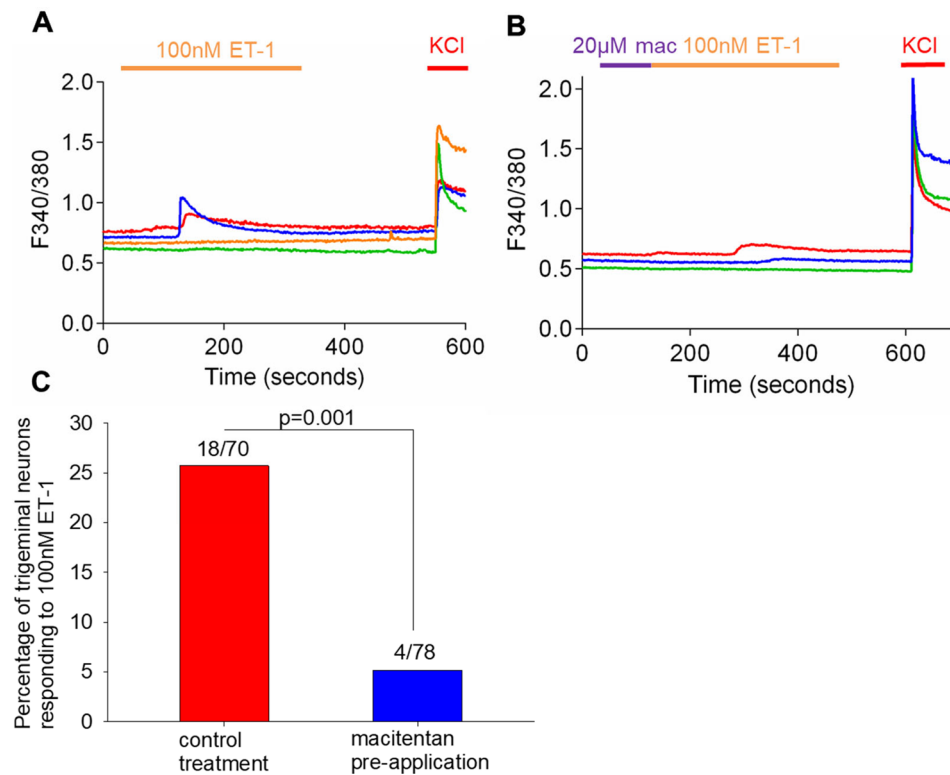 A
100nM ET-1
KCl
F340/380
2.0
1.5
1.0
0.5
0.0
0
200
400
600
Time (seconds)
B
20µM mac 100nM ET-1
KCl
F340/380
2.0
1.5
1.0
0.5
0.0
0
200
400
600
Time (seconds)
C
Percentage of trigeminal neurons
responding to 100nM ET-1
30
25
20
15
10
5
0
p=0.001
18/70
4/78
control
treatment
macitentan
pre-application